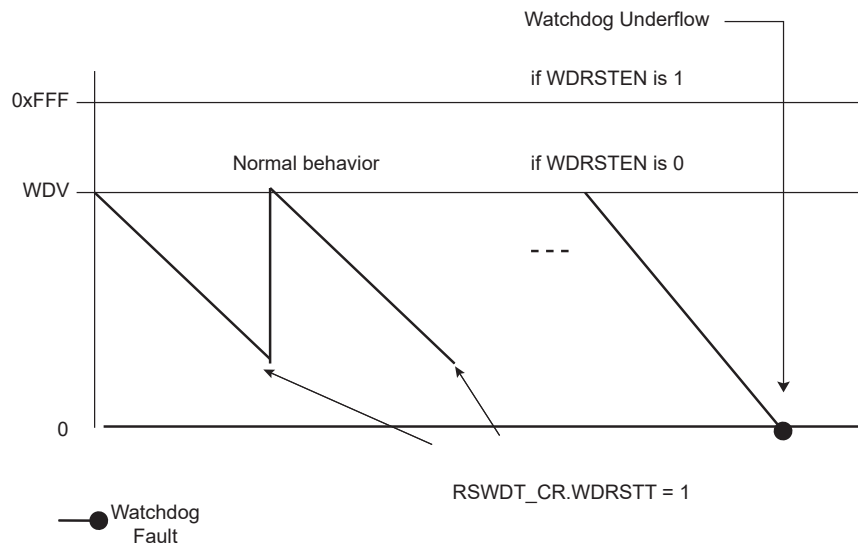 Watchdog Underflow
if WDRSTEN is 1
0xFFF
Normal behavior
if WDRSTEN is 0
WDV
0
RSWDT_CR.WDRSTT = 1
Watchdog
Fault